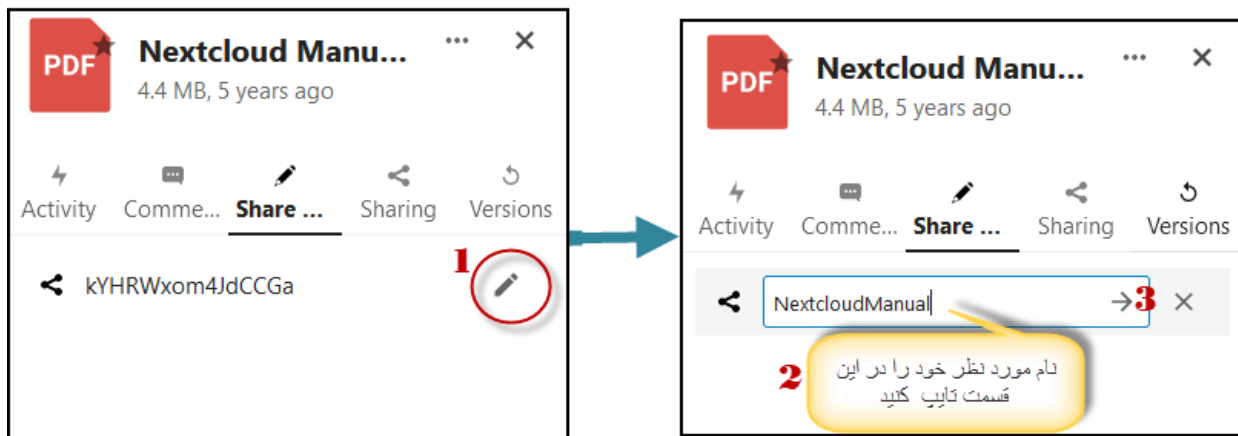 PDF
Nextcloud Manu...
4.4 MB, 5 years ago
Activity Comme... Share ... Sharing Versions
1
kYHRWxom4JdCCGa
PDF
Nextcloud Manu...
4.4 MB, 5 years ago
Activity Comme... Share ... Sharing Versions
NextcloudManual 3
2
نام مورد نظر خود را در این
قسمت تایپ کنید